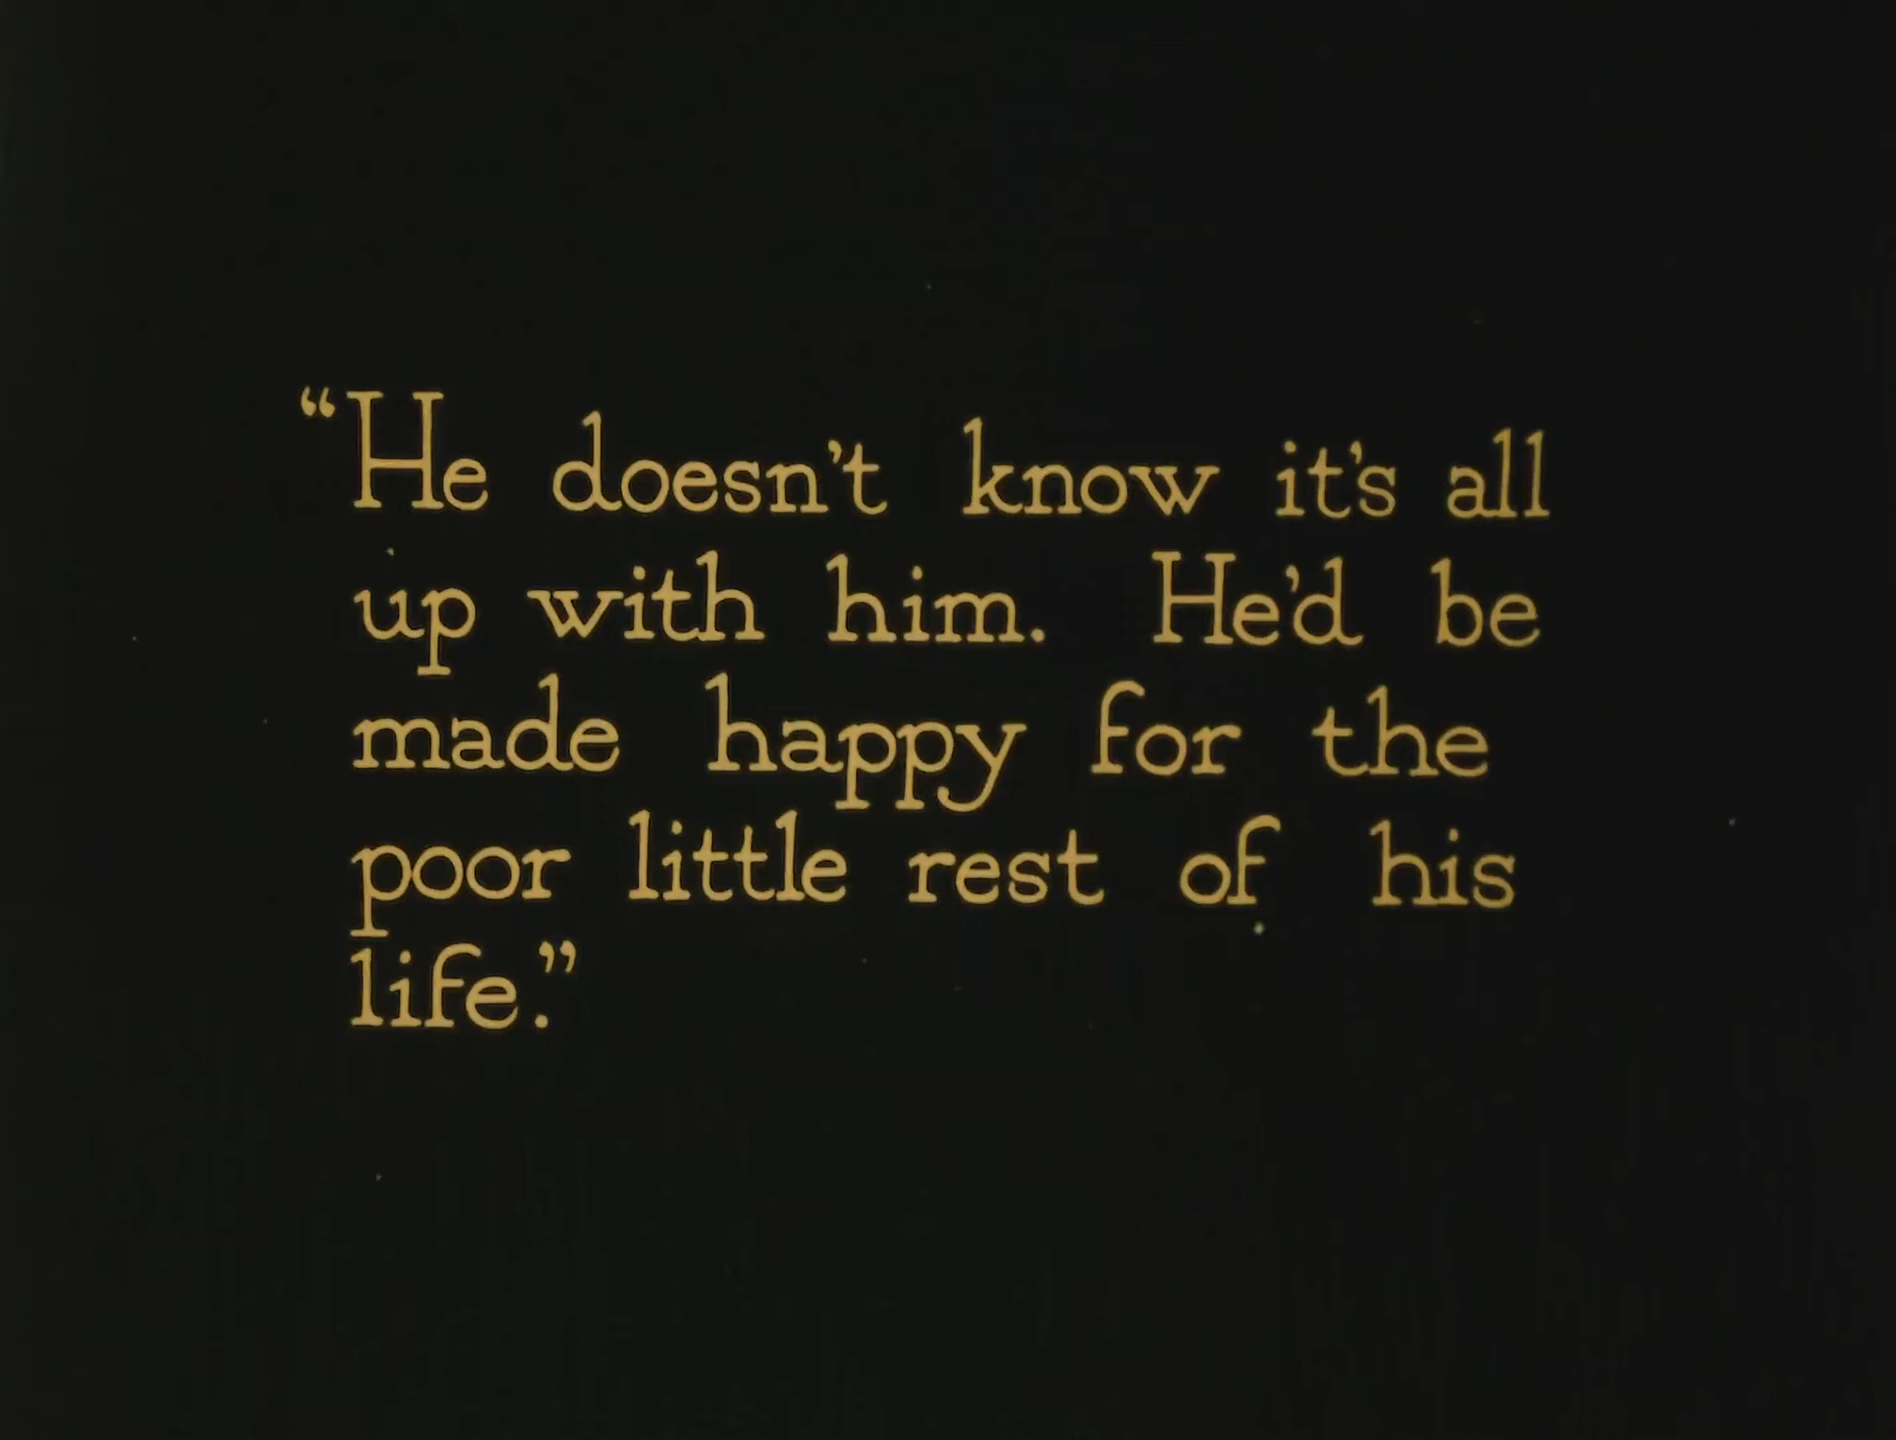 “He doesn't know it's all
up with him. He'd be
made happy for the
poor little rest of his
life.”